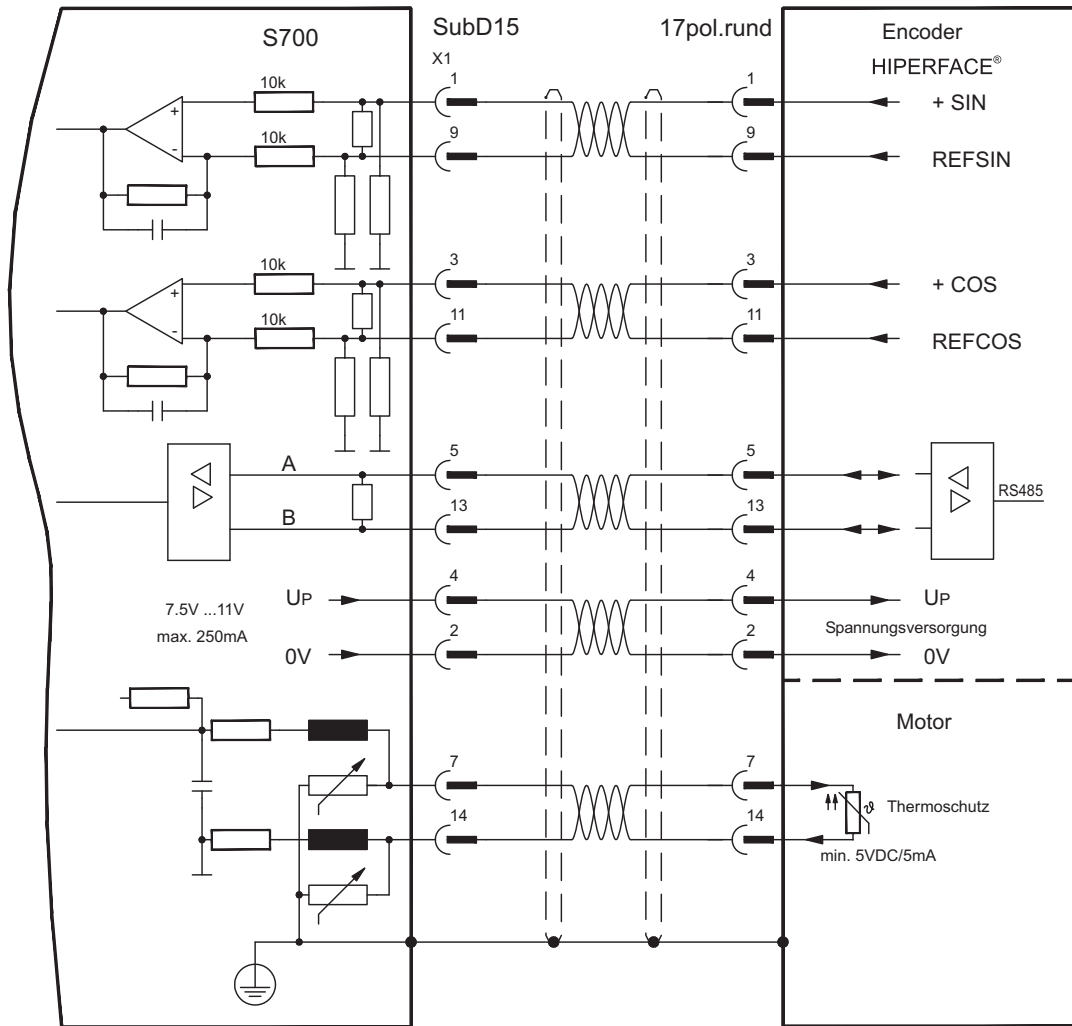 S700
SubD15
17pol.rund
Encoder
HIPERFACE®
X1
10k
1
1
+ SIN
+
-
10k
9
9
REFSIN
10k
3
3
+ COS
+
-
10k
11
11
REFCOS
A
5
5
RS485
B
13
13
7.5V ...11V
max. 250mA
UP
4
4
UP
Spannungsversorgung
0V
2
2
0V
Motor
7
7
ϑ Thermoschutz
14
14
min. 5VDC/5mA